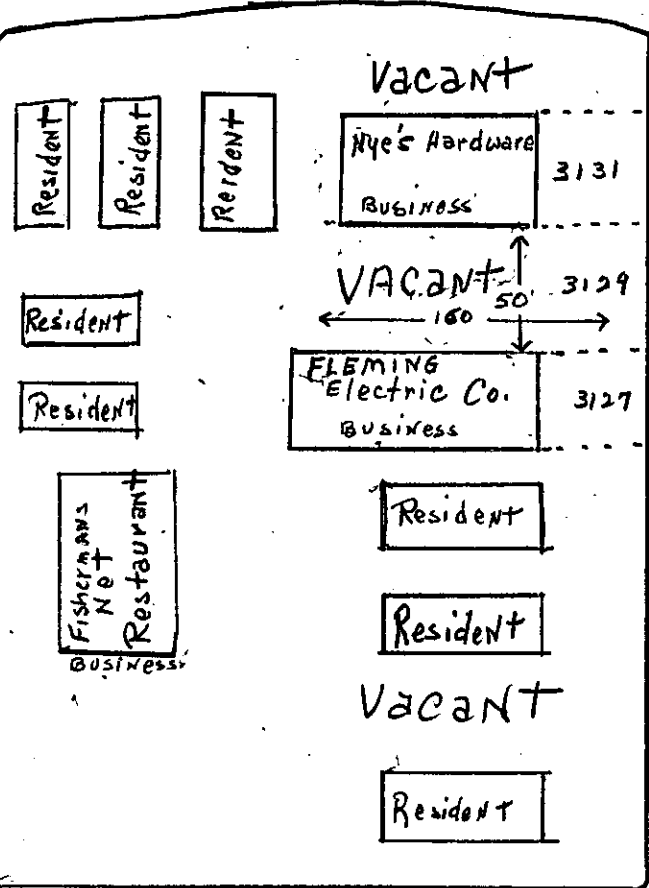 Vacant
Resident
Resident
Reident
Nye's Hardware
Business
3131
Vacant
50'
160
3129
Resident
Resident
FLEMING
Electric Co.
Business
3127
Resident
Fishermans
Net
Restaurant
Business
Resident
Vacant
Resident